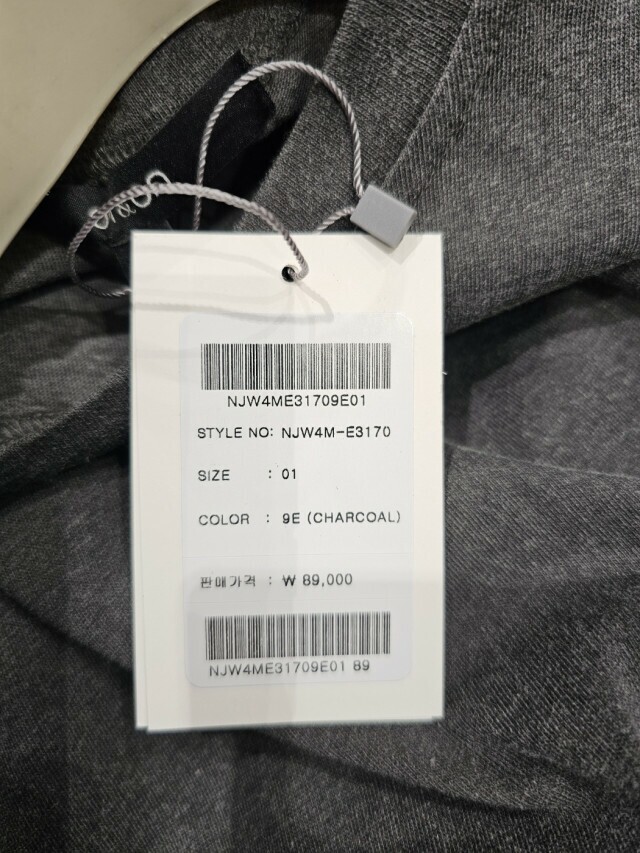 NJW4ME31709E01
STYLE NO: NJW4M-E3170
SIZE : 01
COLOR : 9E (CHARCOAL)
판매가격 : ₩ 89,000
NJW4ME31709E01 89